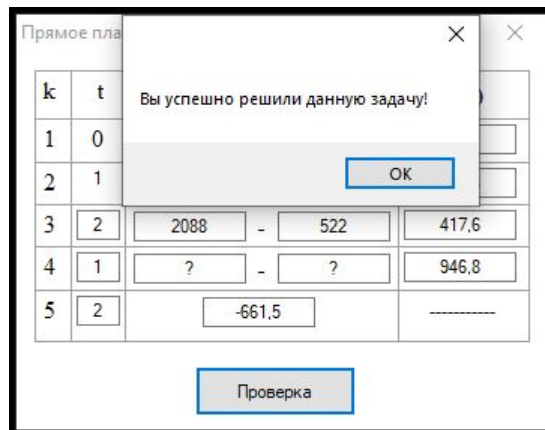 Прямое пла
Вы успешно решили данную задачу!
OK
k t )
1 0
2 1
3 2 2088 - 522 417,6
4 1 ? - ? 946,8
5 2 -661,5 -----------
Проверка